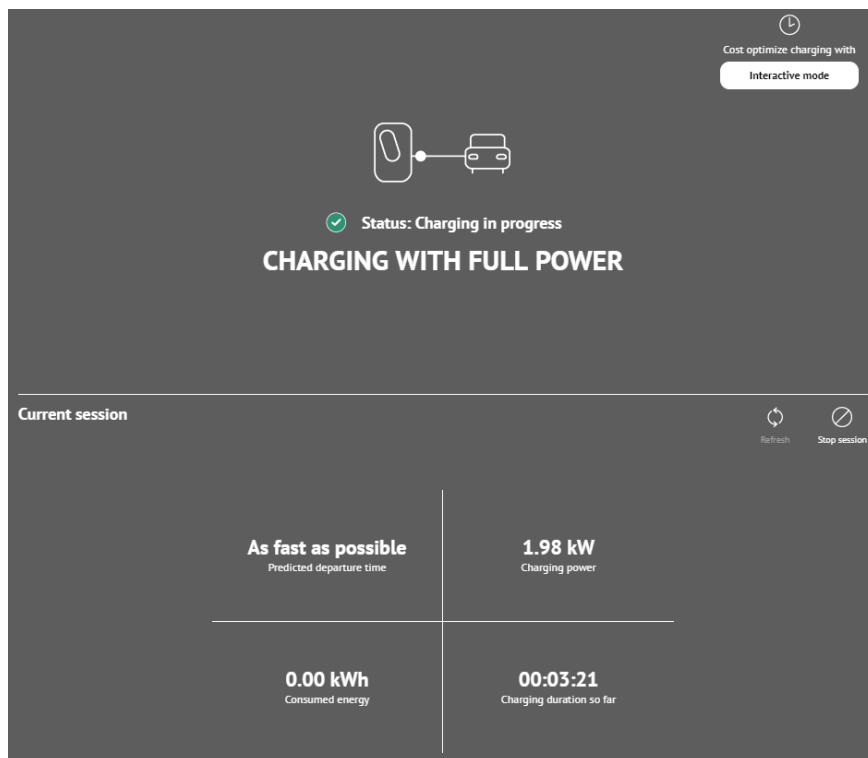 Cost optimize charging with
Interactive mode
Status: Charging in progress
CHARGING WITH FULL POWER
Current session
Refresh
Stop session
As fast as possible
Predicted departure time
1.98 kW
Charging power
0.00 kWh
Consumed energy
00:03:21
Charging duration so far